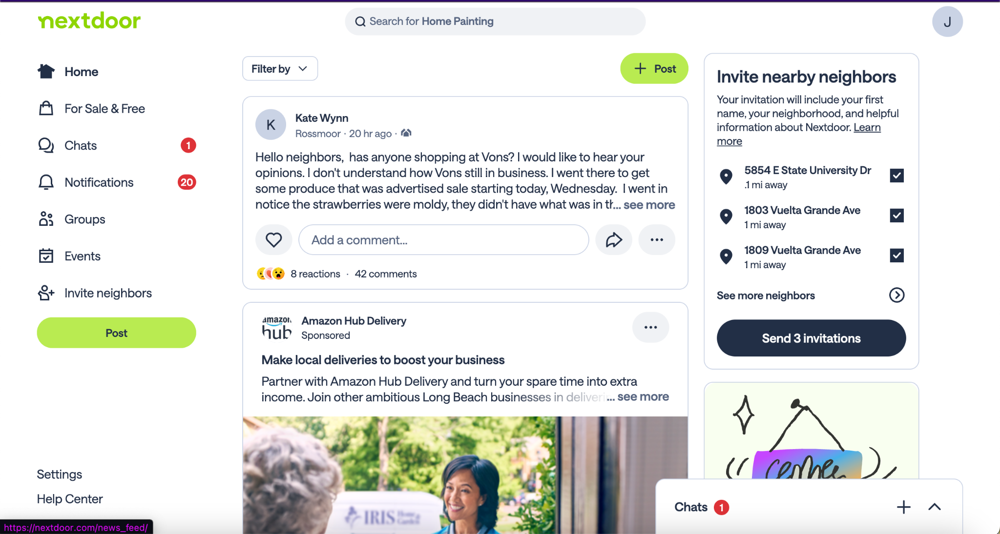 nextdoor
Search for Home Painting
J
Home
For Sale & Free
Chats
1
Notifications
20
Groups
Events
Invite neighbors
Post
Settings
Help Center
https://nextdoor.com/news_feed/
Filter by
Post
K
Kate Wynn
Rossmoor · 20 hr ago ·
Hello neighbors,  has anyone shopping at Vons? I would like to hear your
opinions. I don't understand how Vons still in business. I went there to get
some produce that was advertised sale starting today, Wednesday.  I went in
notice the strawberries were moldy, they didn't have what was in th... see more
Add a comment...
8 reactions · 42 comments
amazon
hub
Amazon Hub Delivery
Sponsored
Make local deliveries to boost your business
Partner with Amazon Hub Delivery and turn your spare time into extra
income. Join other ambitious Long Beach businesses in deliveri... see more
IRIS Home &
Garden
Invite nearby neighbors
Your invitation will include your first
name, your neighborhood, and helpful
information about Nextdoor. Learn
more
5854 E State University Dr
.1 mi away
1803 Vuelta Grande Ave
1 mi away
1809 Vuelta Grande Ave
1 mi away
See more neighbors
Send 3 invitations
Chats 1